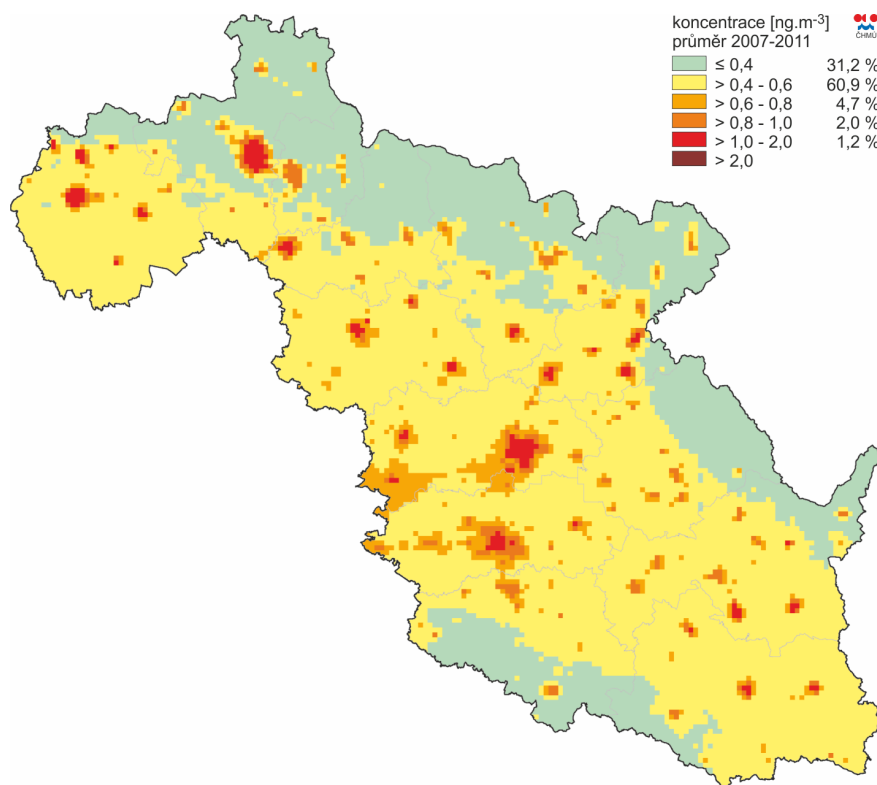 koncentrace [ng.m-3]
průměr 2007-2011
ČHMÚ
≤ 0,4 31,2 %
> 0,4 - 0,6 60,9 %
> 0,6 - 0,8 4,7 %
> 0,8 - 1,0 2,0 %
> 1,0 - 2,0 1,2 %
> 2,0